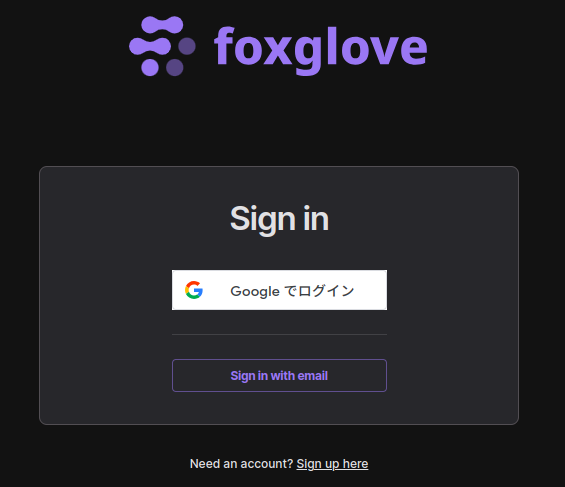 foxglove
Sign in
Google でログイン
Sign in with email
Need an account? Sign up here